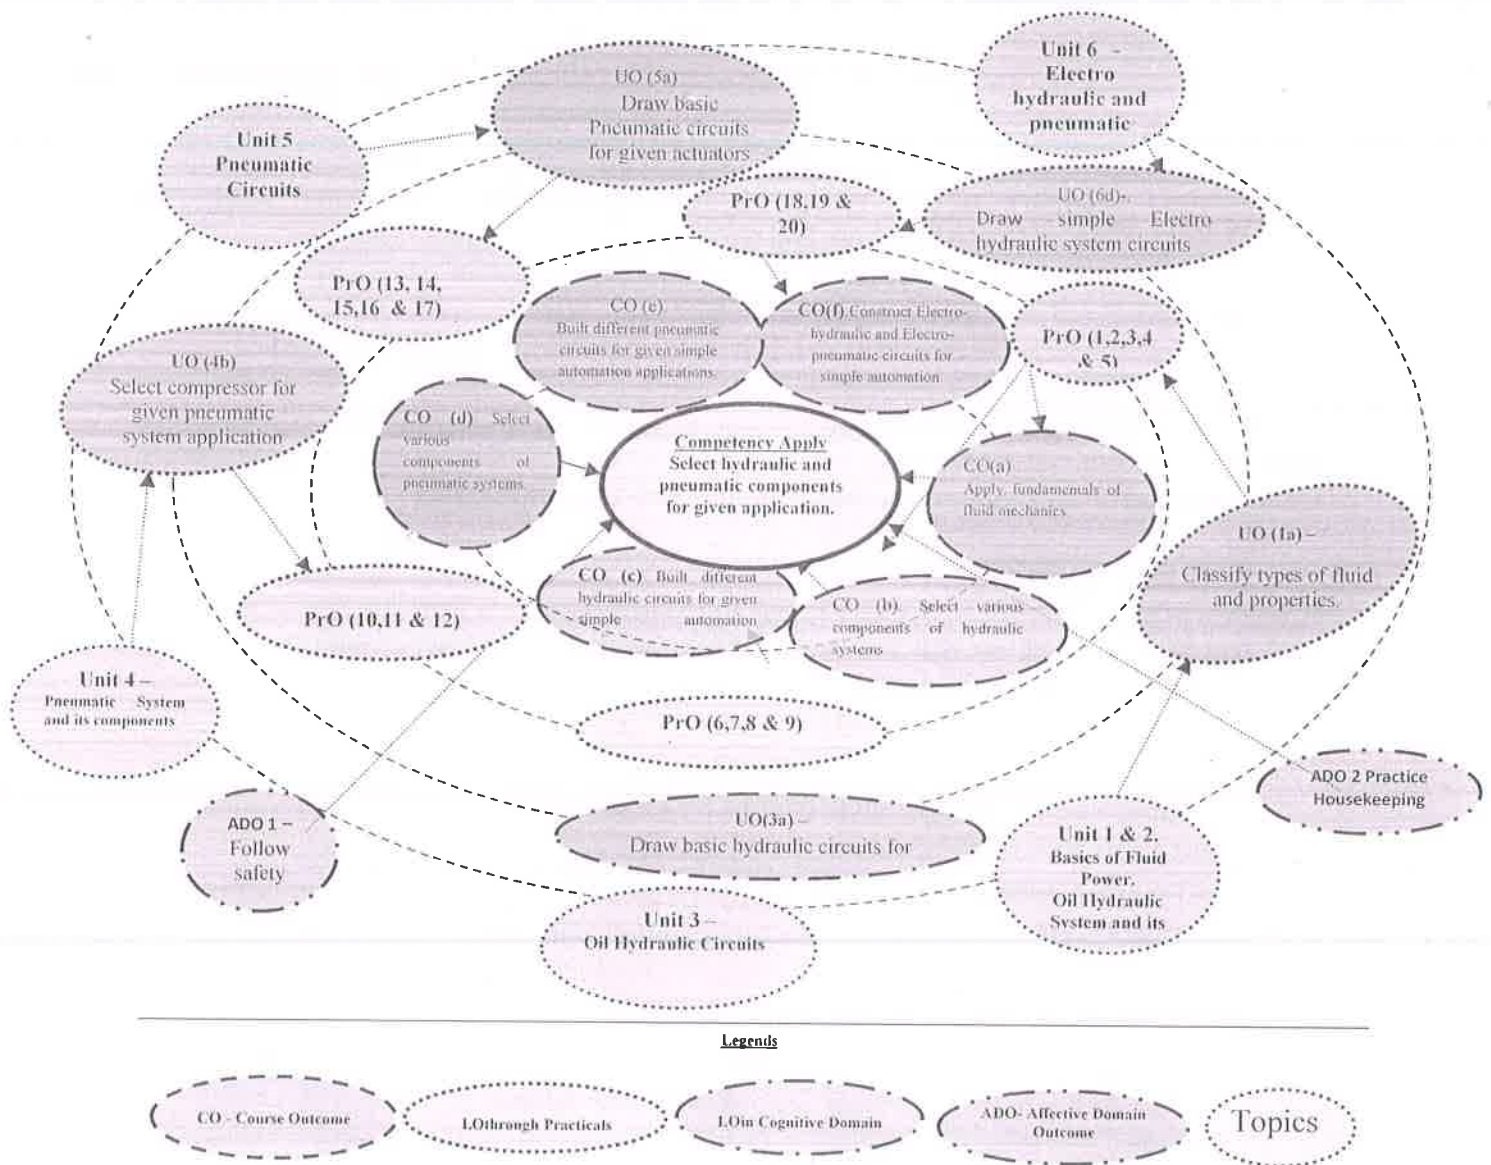 Unit 6 –
Electro
hydraulic and
pneumatic
UO (5a)
Draw basic
Pneumatic circuits
for given actuators
Unit 5
Pneumatic
Circuits
PrO (18,19 &
20)
UO (6d)-.
Draw simple Electro
hydraulic system circuits
PrO (13, 14,
15,16 & 17)
CO (e)
Built different pneumatic
circuits for given simple
automation applications.
CO(f).Construct Electro-
hydraulic and Electro-
pneumatic circuits for
simple automation
PrO (1,2,3,4
& 5)
UO (4b)
Select compressor for
given pneumatic
system application
CO (d) Select
various
components of
pneumatic systems.
Competency Apply
Select hydraulic and
pneumatic components
for given application.
CO(a)
Apply. fundamentals of
fluid mechanics
UO (1a) –
Classify types of fluid
and properties.
CO (c) Built different
hydraulic circuits for given
simple automation
CO (b). Select various
components of hydraulic
systems
PrO (10,11 & 12)
Unit 4 –
Pneumatic System
and its components
PrO (6,7,8 & 9)
ADO 2 Practice
Housekeeping
ADO 1 –
Follow
safety
UO(3a) –
Draw basic hydraulic circuits for
Unit 1 & 2.
Basics of Fluid
Power.
Oil Hydraulic
System and its
Unit 3 –
Oil Hydraulic Circuits
Legends
CO - Course Outcome
LOthrough Practicals
LOin Cognitive Domain
ADO- Affective Domain
Outcome
Topics